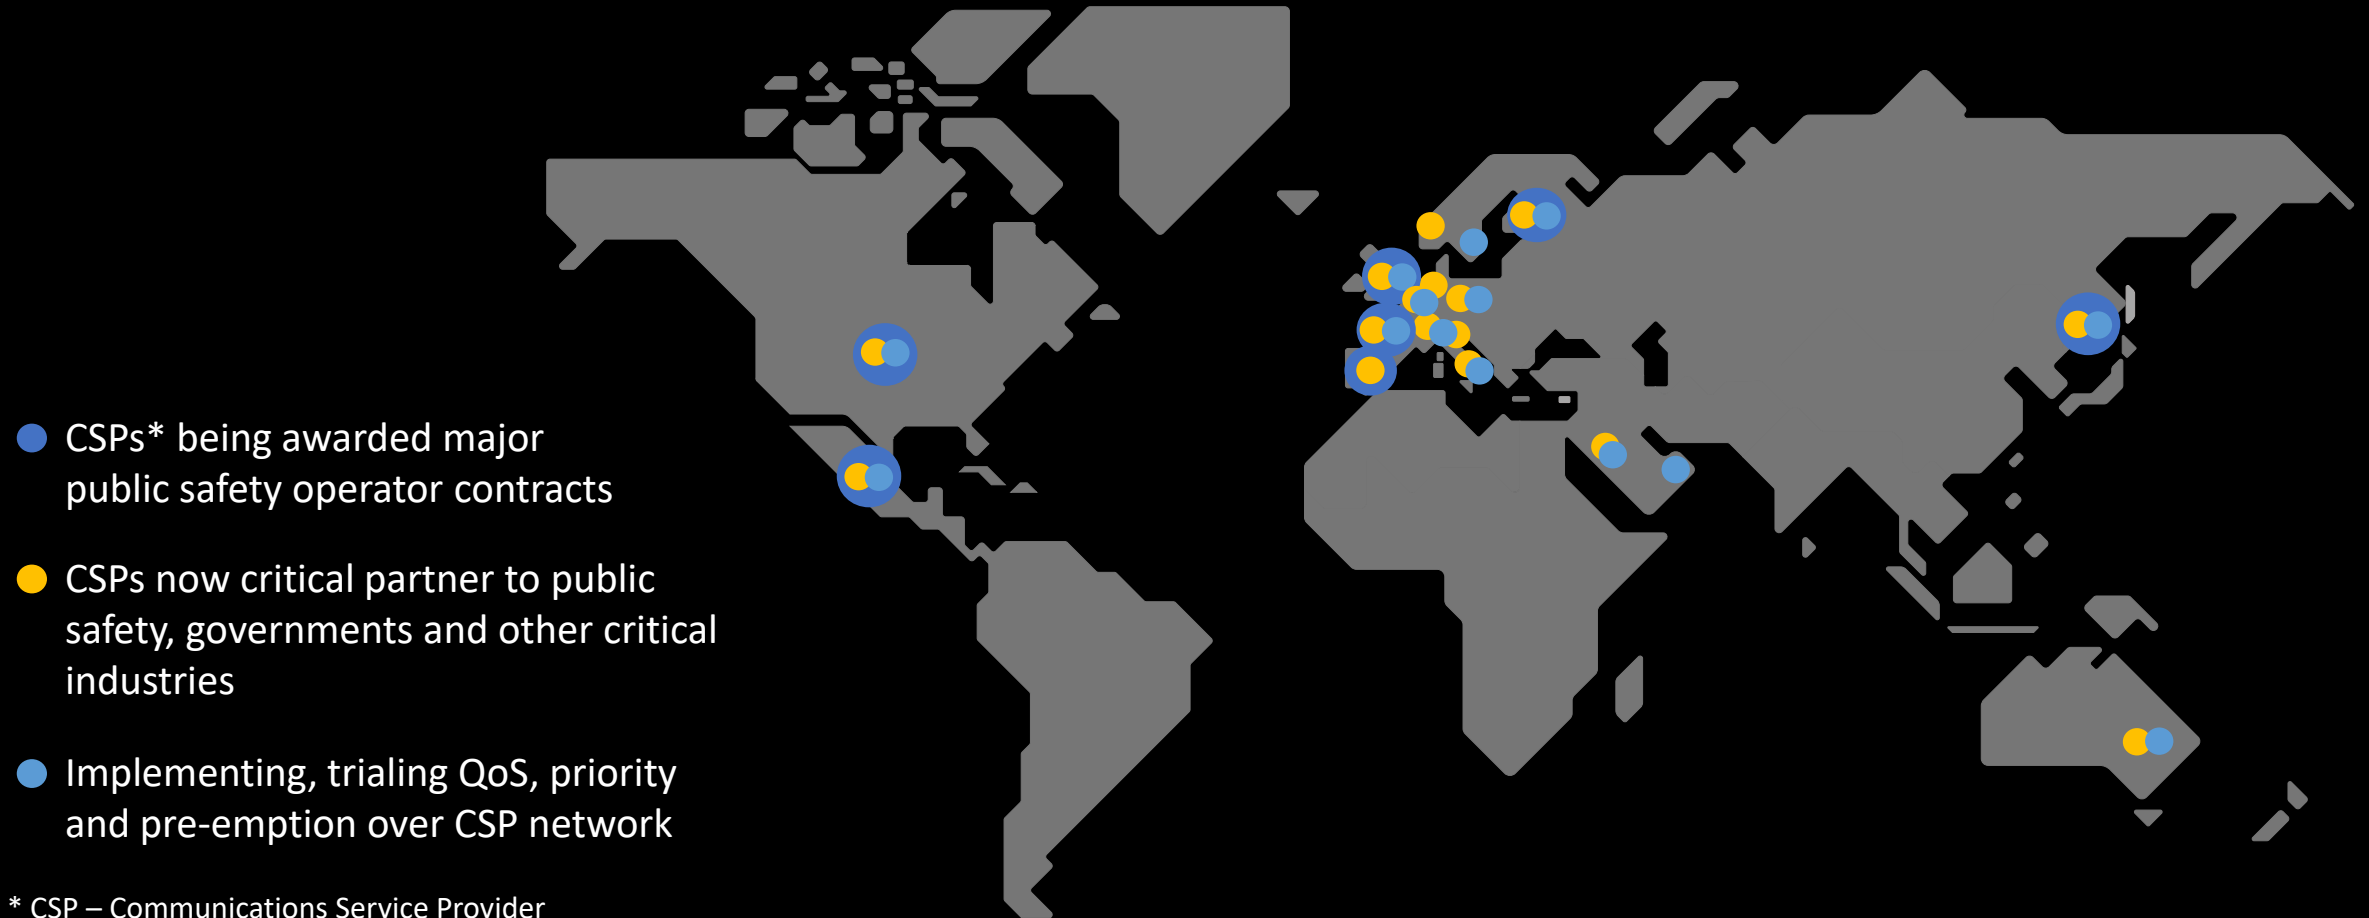 CSPs* being awarded major
public safety operator contracts
CSPs now critical partner to public
safety, governments and other critical
industries
Implementing, trialing QoS, priority
and pre-emption over CSP network
* CSP – Communications Service Provider